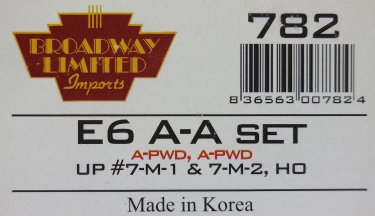 BROADWAY
LIMITED
Imports
782
8 36563 00782 4
E6 A-A SET
A-PWD, A-PWD
UP #7-M-1 & 7-M-2, HO
Made in Korea